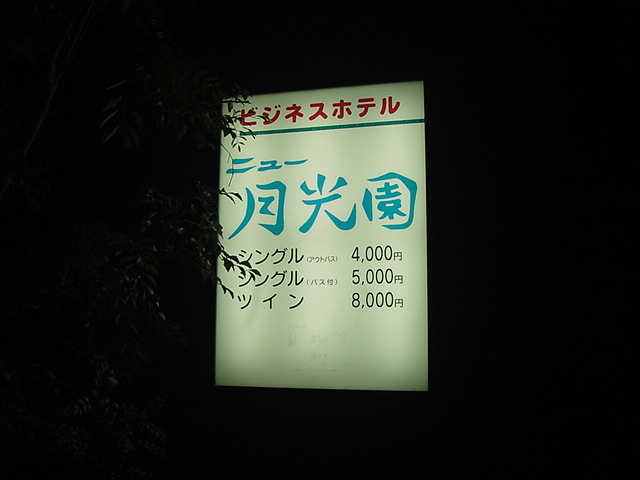 ビジネスホテル
ニュー
月光園
シングル(アウトバス) 4,000円
シングル(バス付) 5,000円
ツイン 8,000円